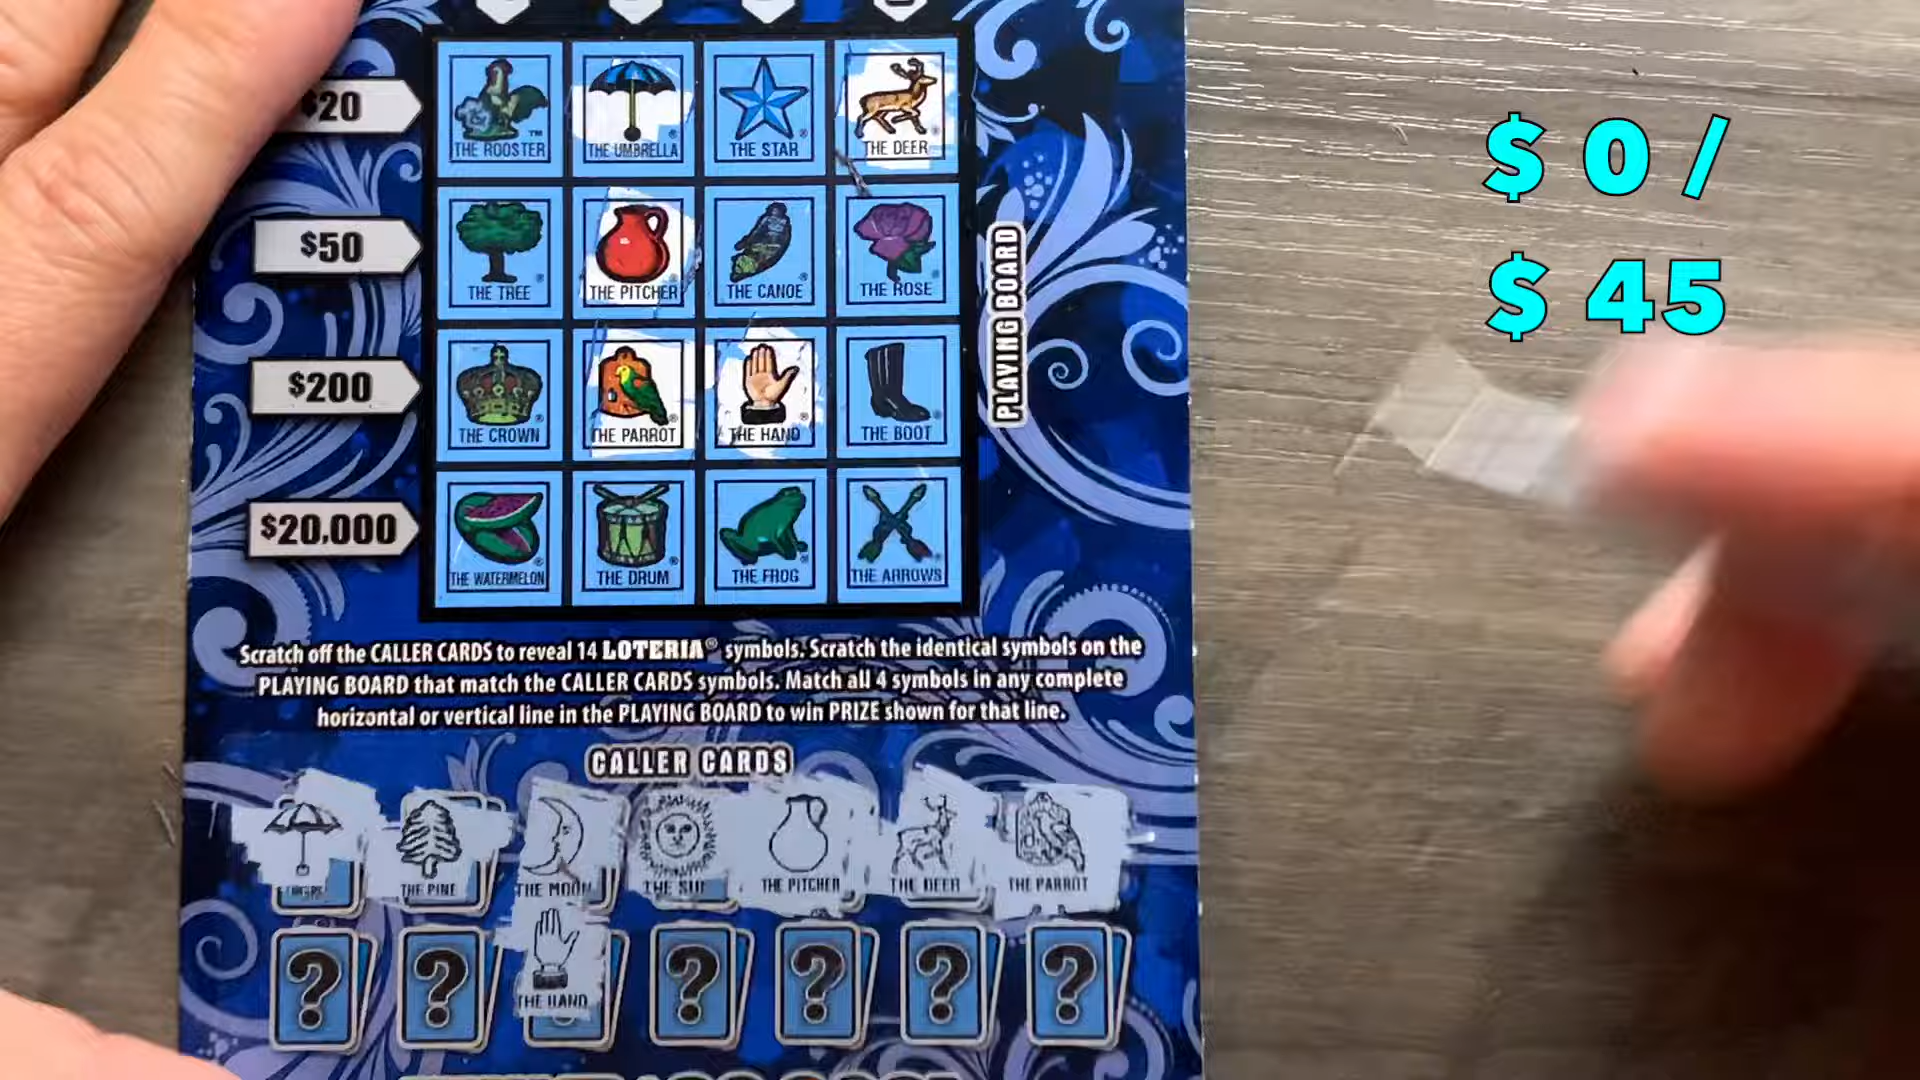 $20
THE ROOSTER™
THE UMBRELLA®
THE STAR®
THE DEER®
$ 0 /
$50
THE TREE®
THE PITCHER®
THE CANOE®
THE ROSE®
PLAYING BOARD
$ 45
$200
THE CROWN®
THE PARROT®
THE HAND®
THE BOOT®
$20,000
THE WATERMELON®
THE DRUM®
THE FROG®
THE ARROWS®
Scratch off the CALLER CARDS to reveal 14 LOTERIA® symbols. Scratch the identical symbols on the
PLAYING BOARD that match the CALLER CARDS symbols. Match all 4 symbols in any complete
horizontal or vertical line in the PLAYING BOARD to win PRIZE shown for that line.
CALLER CARDS
THE PINE
THE MOON
THE SUN
THE PITCHER
THE DEER
THE PARROT
? ? ? ? ? ?
THE HAND